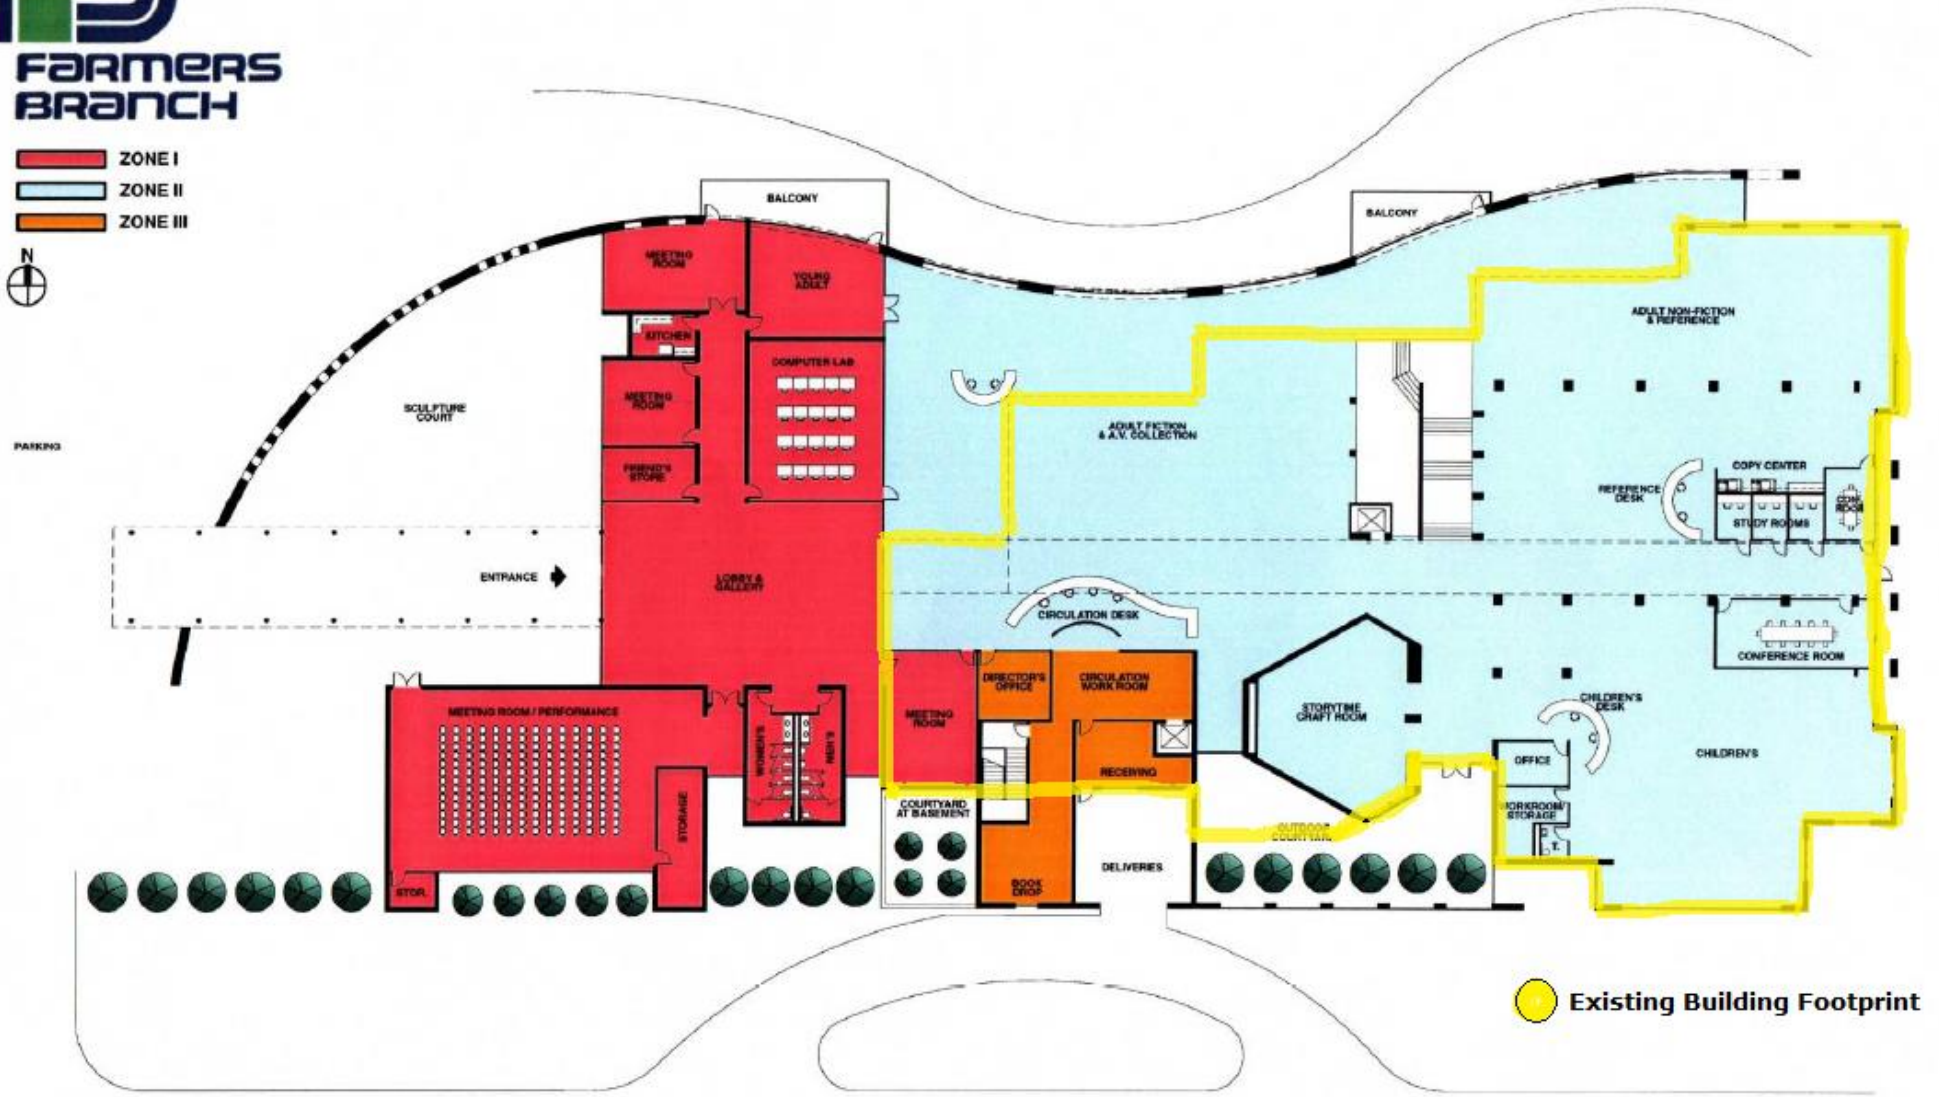 FARMERS
BRANCH
ZONE I
ZONE II
ZONE III
N
BALCONY
BALCONY
MEETING
ROOM
YOUNG
ADULT
ADULT NON-FICTION
& REFERENCE
KITCHEN
COMPUTER LAB
MEETING
ROOM
SCULPTURE
COURT
ADULT FICTION
& A.V. COLLECTION
PARKING
FRIEND'S
STORE
COPY CENTER
REFERENCE
DESK
CONF.
ROOM
STUDY ROOMS
ENTRANCE
LOBBY &
GALLERY
CIRCULATION DESK
CONFERENCE ROOM
DIRECTOR'S
OFFICE
CIRCULATION
WORK ROOM
MEETING ROOM / PERFORMANCE
MEETING
ROOM
STORYTIME
CRAFT ROOM
CHILDREN'S
DESK
WOMEN'S
MEN'S
CHILDREN'S
OFFICE
RECEIVING
STORAGE
COURTYARD
AT BASEMENT
WORKROOM/
STORAGE
OUTDOOR
COURTYARD
T.
DELIVERIES
STOR.
BOOK
DROP
Existing Building Footprint